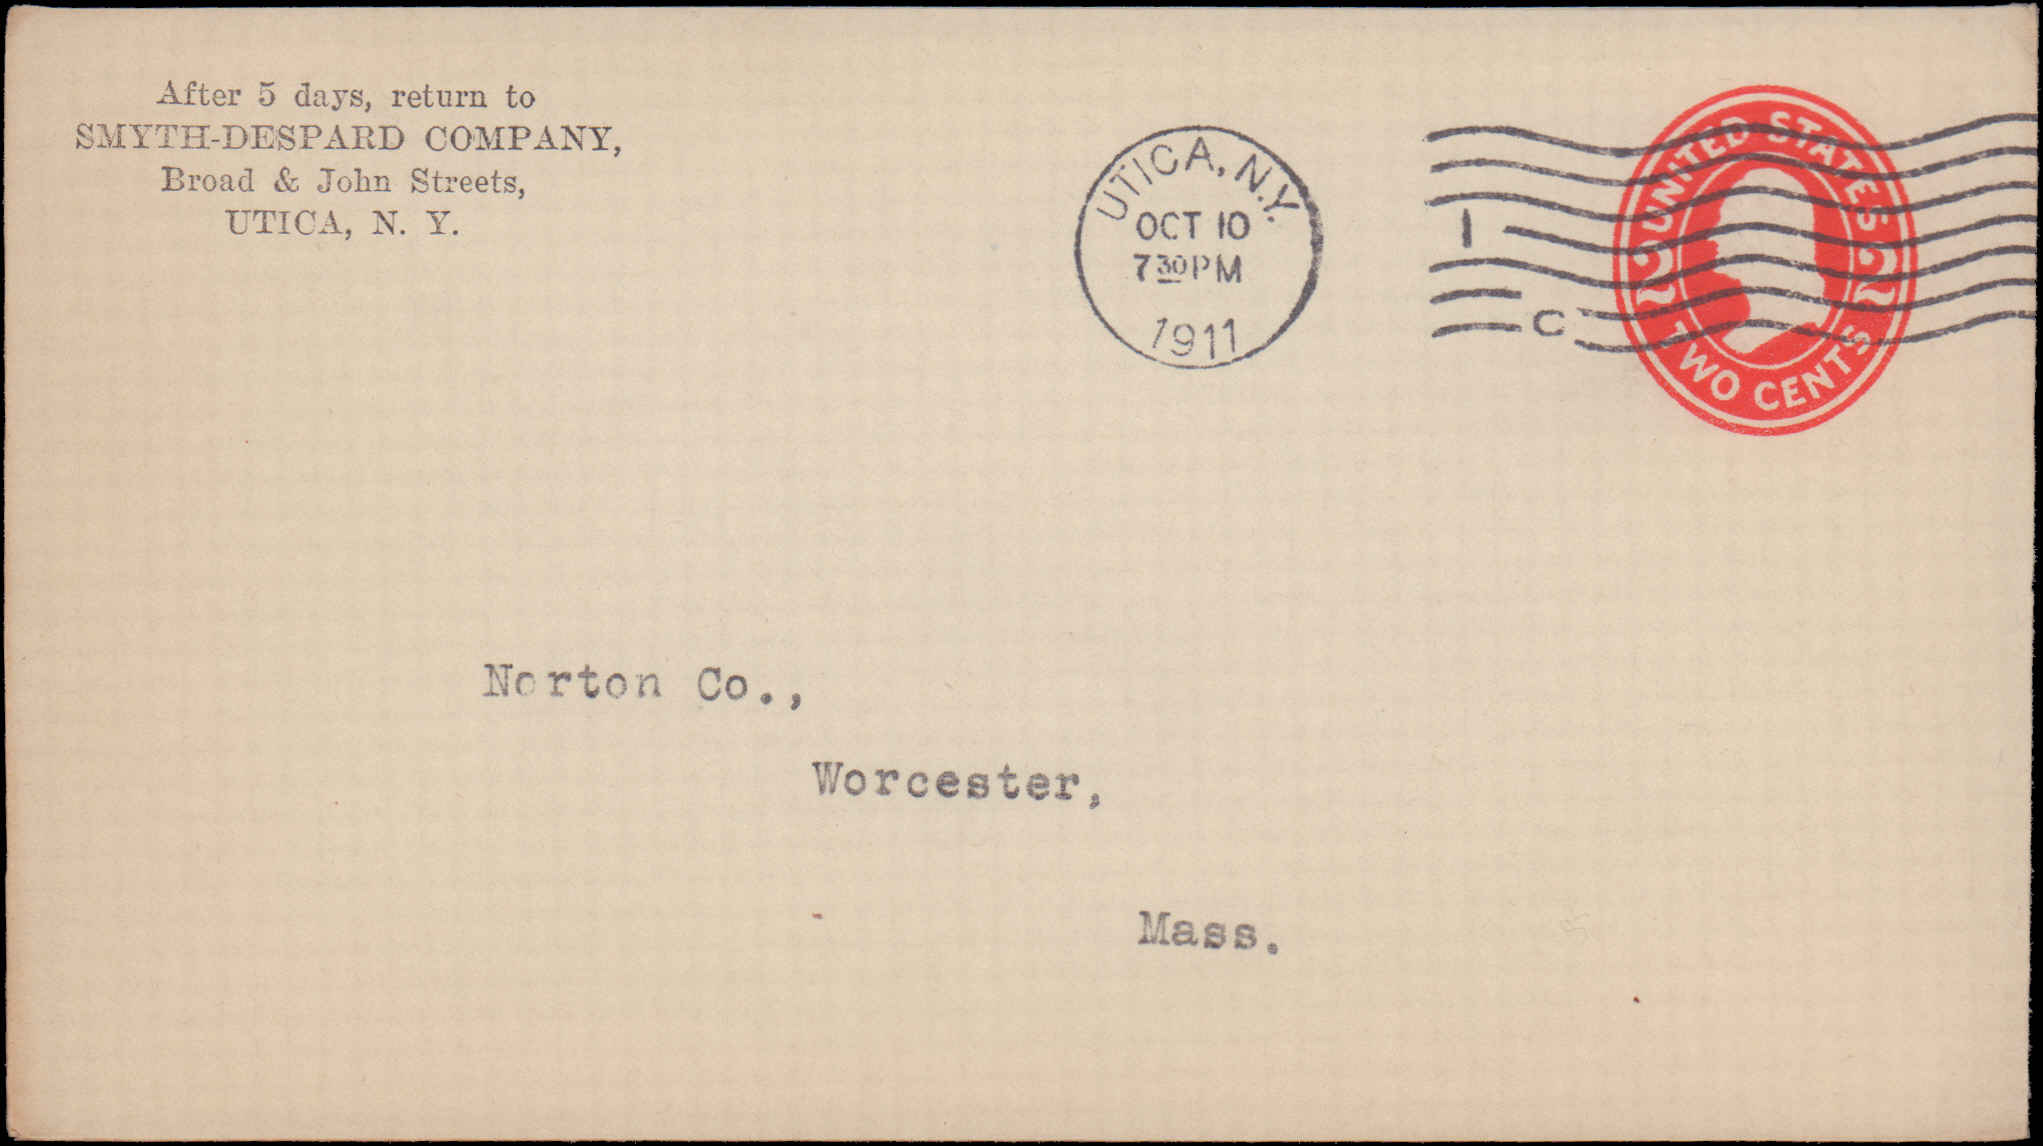 After 5 days, return to
SMYTH-DESPARD COMPANY,
Broad & John Streets,
UTICA, N. Y.
UTICA, N.Y.
OCT 10
7 30 PM
1911
1
C
UNITED STATES
2 2
TWO CENTS
Norton Co.,
Worcester,
Mass.